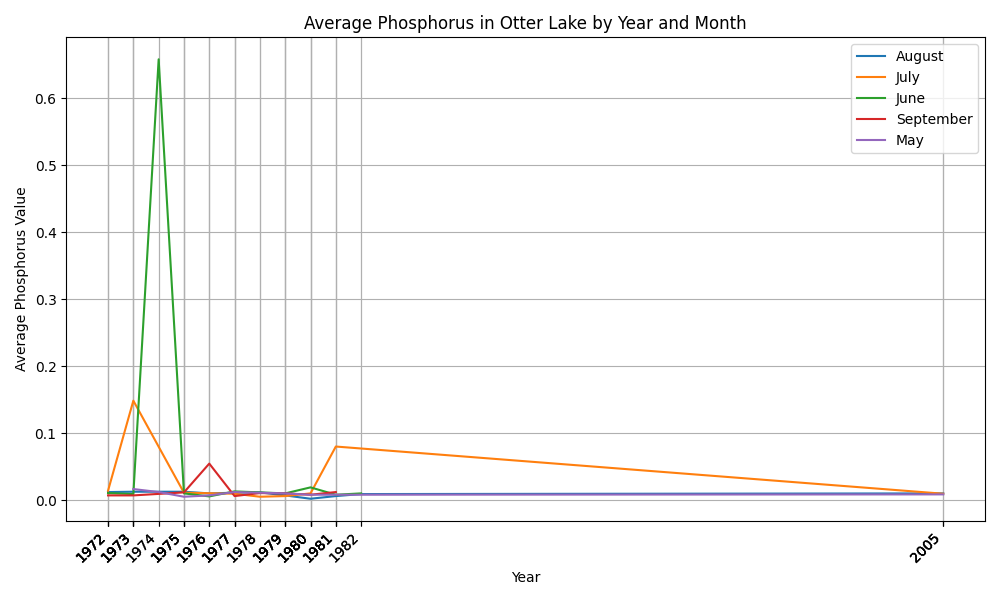 Average Phosphorus in Otter Lake by Year and Month
August
July
June
September
May
Average Phosphorus Value
0.6
0.5
0.4
0.3
0.2
0.1
0.0
1972
1973
1974
1975
1976
1977
1978
1979
1980
1981
1982
2005
Year